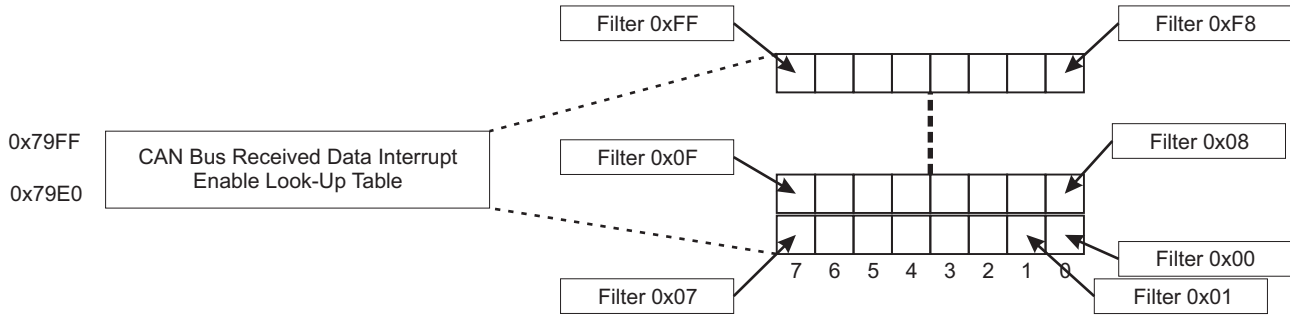 Filter 0xFF
Filter 0xF8
0x79FF
CAN Bus Received Data Interrupt
Enable Look-Up Table
0x79E0
Filter 0x0F
Filter 0x08
7 6 5 4 3 2 1 0
Filter 0x00
Filter 0x07
Filter 0x01